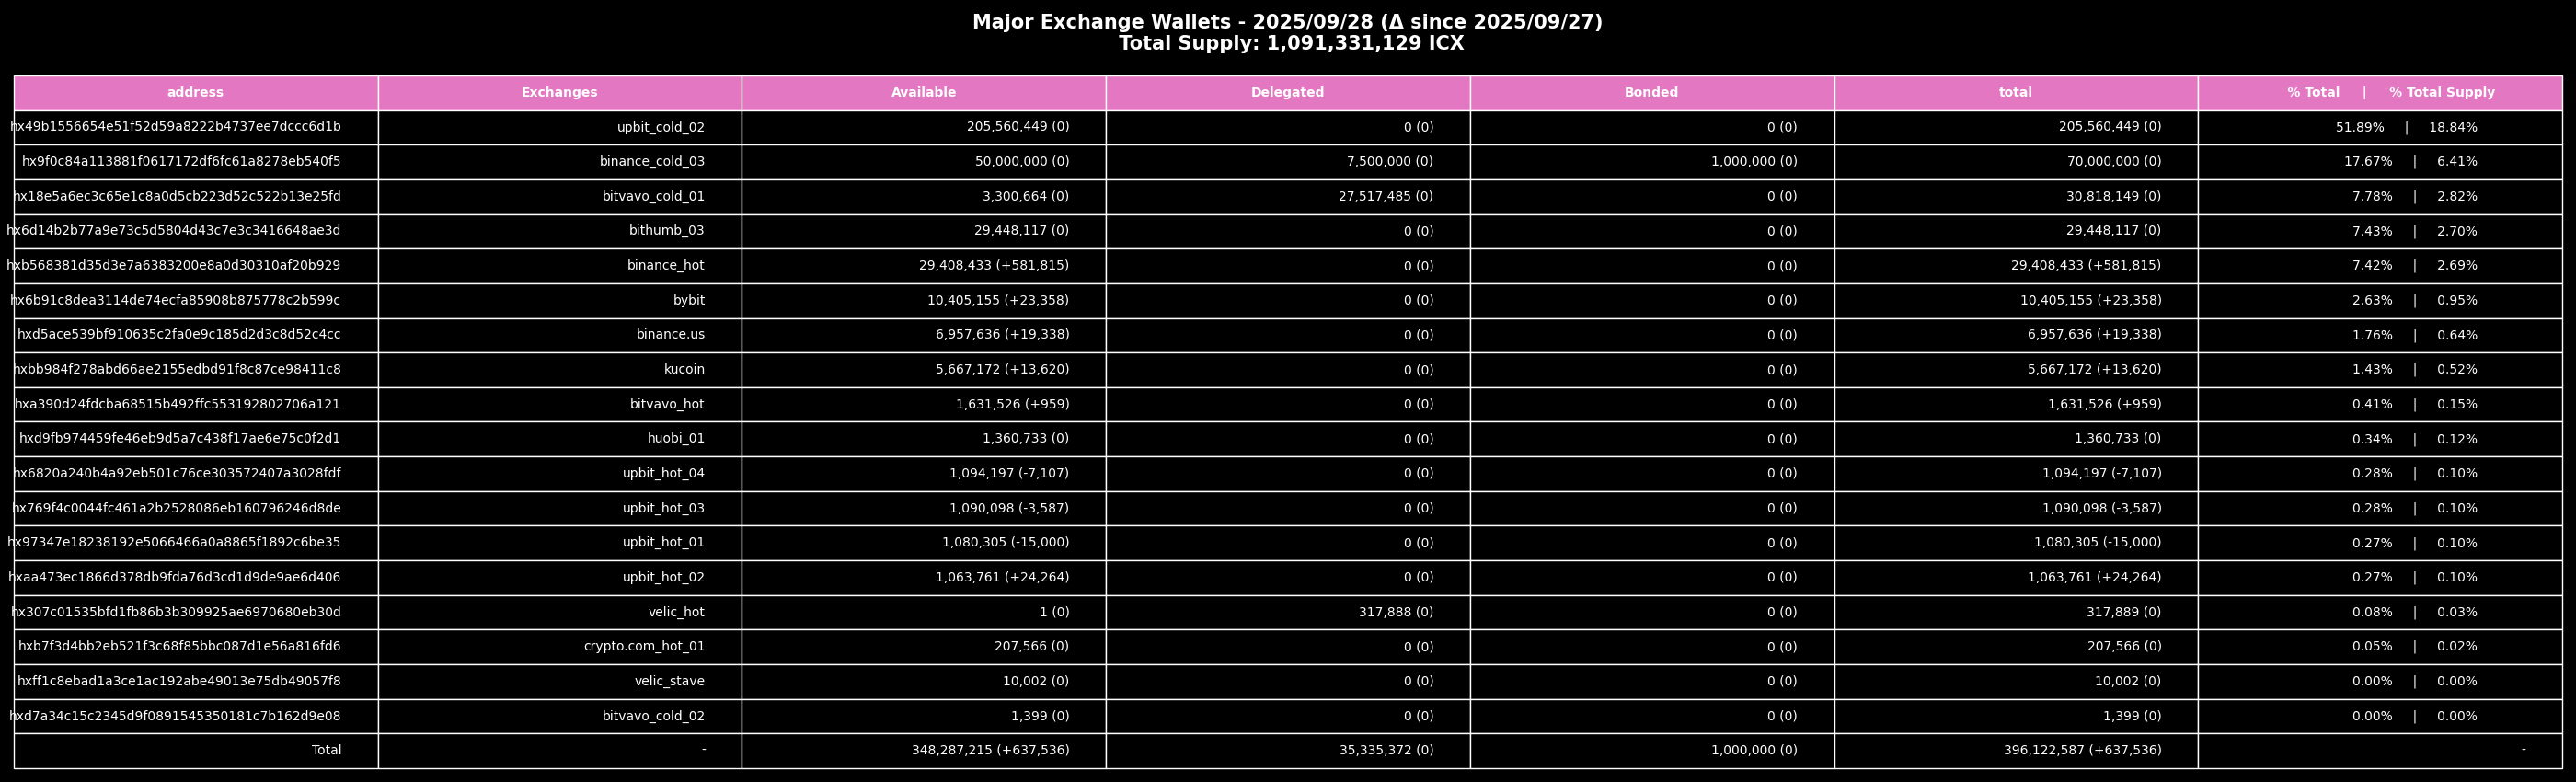 Major Exchange Wallets - 2025/09/28 (Δ since 2025/09/27)
Total Supply: 1,091,331,129 ICX
address Exchanges Available Delegated Bonded total % Total | % Total Supply
hx49b1556654e51f52d59a8222b4737ee7dccc6d1b upbit_cold_02 205,560,449 (0) 0 (0) 0 (0) 205,560,449 (0) 51.89% | 18.84%
hx9f0c84a113881f0617172df6fc61a8278eb540f5 binance_cold_03 50,000,000 (0) 7,500,000 (0) 1,000,000 (0) 70,000,000 (0) 17.67% | 6.41%
hx18e5a6ec3c65e1c8a0d5cb223d52c522b13e25fd bitvavo_cold_01 3,300,664 (0) 27,517,485 (0) 0 (0) 30,818,149 (0) 7.78% | 2.82%
hx6d14b2b77a9e73c5d5804d43c7e3c3416648ae3d bithumb_03 29,448,117 (0) 0 (0) 0 (0) 29,448,117 (0) 7.43% | 2.70%
hxb568381d35d3e7a6383200e8a0d30310af20b929 binance_hot 29,408,433 (+581,815) 0 (0) 0 (0) 29,408,433 (+581,815) 7.42% | 2.69%
hx6b91c8dea3114de74ecfa85908b875778c2b599c bybit 10,405,155 (+23,358) 0 (0) 0 (0) 10,405,155 (+23,358) 2.63% | 0.95%
hxd5ace539bf910635c2fa0e9c185d2d3c8d52c4cc binance.us 6,957,636 (+19,338) 0 (0) 0 (0) 6,957,636 (+19,338) 1.76% | 0.64%
hxbb984f278abd66ae2155edbd91f8c87ce98411c8 kucoin 5,667,172 (+13,620) 0 (0) 0 (0) 5,667,172 (+13,620) 1.43% | 0.52%
hxa390d24fdcba68515b492ffc553192802706a121 bitvavo_hot 1,631,526 (+959) 0 (0) 0 (0) 1,631,526 (+959) 0.41% | 0.15%
hxd9fb974459fe46eb9d5a7c438f17ae6e75c0f2d1 huobi_01 1,360,733 (0) 0 (0) 0 (0) 1,360,733 (0) 0.34% | 0.12%
hx6820a240b4a92eb501c76ce303572407a3028fdf upbit_hot_04 1,094,197 (-7,107) 0 (0) 0 (0) 1,094,197 (-7,107) 0.28% | 0.10%
hx769f4c0044fc461a2b2528086eb160796246d8de upbit_hot_03 1,090,098 (-3,587) 0 (0) 0 (0) 1,090,098 (-3,587) 0.28% | 0.10%
hx97347e18238192e5066466a0a8865f1892c6be35 upbit_hot_01 1,080,305 (-15,000) 0 (0) 0 (0) 1,080,305 (-15,000) 0.27% | 0.10%
hxaa473ec1866d378db9fda76d3cd1d9de9ae6d406 upbit_hot_02 1,063,761 (+24,264) 0 (0) 0 (0) 1,063,761 (+24,264) 0.27% | 0.10%
hx307c01535bfd1fb86b3b309925ae6970680eb30d velic_hot 1 (0) 317,888 (0) 0 (0) 317,889 (0) 0.08% | 0.03%
hxb7f3d4bb2eb521f3c68f85bbc087d1e56a816fd6 crypto.com_hot_01 207,566 (0) 0 (0) 0 (0) 207,566 (0) 0.05% | 0.02%
hxff1c8ebad1a3ce1ac192abe49013e75db49057f8 velic_stave 10,002 (0) 0 (0) 0 (0) 10,002 (0) 0.00% | 0.00%
hxd7a34c15c2345d9f0891545350181c7b162d9e08 bitvavo_cold_02 1,399 (0) 0 (0) 0 (0) 1,399 (0) 0.00% | 0.00%
Total - 348,287,215 (+637,536) 35,335,372 (0) 1,000,000 (0) 396,122,587 (+637,536) -